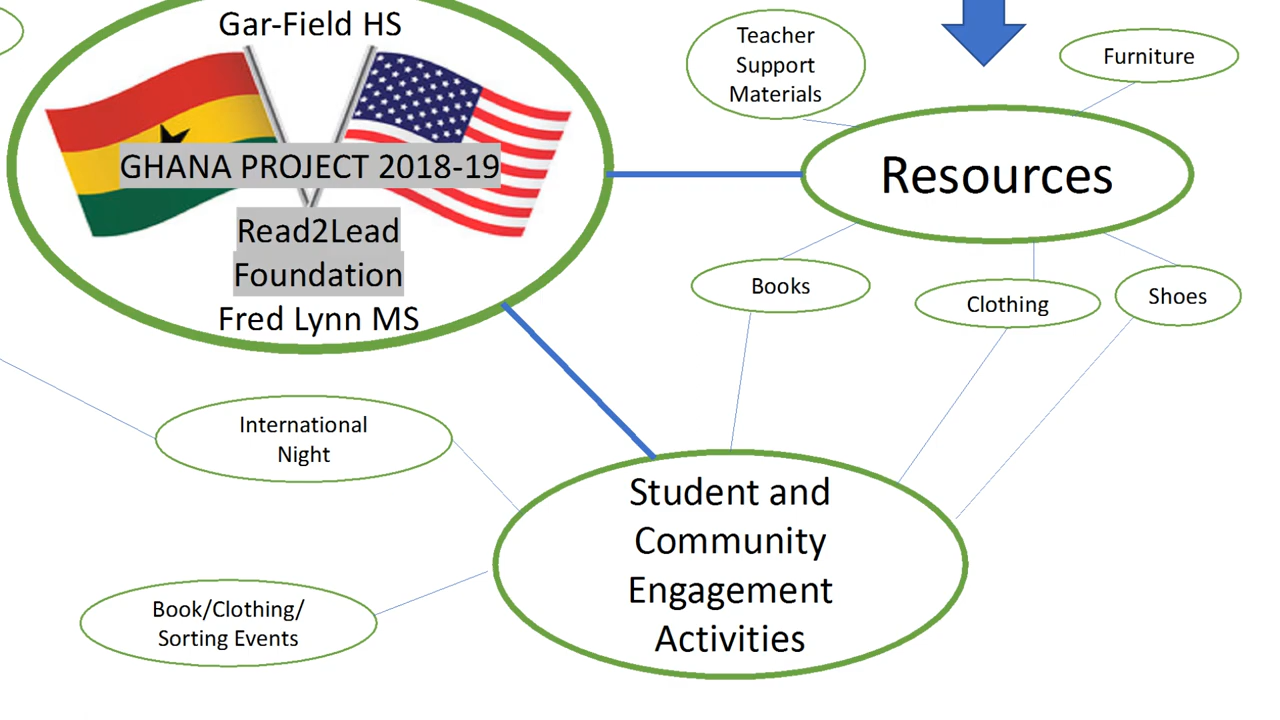 Gar-Field HS
GHANA PROJECT 2018-19
Read2Lead
Foundation
Fred Lynn MS
Teacher
Support
Materials
Furniture
Resources
Books
Clothing
Shoes
International
Night
Student and
Community
Engagement
Activities
Book/Clothing/
Sorting Events